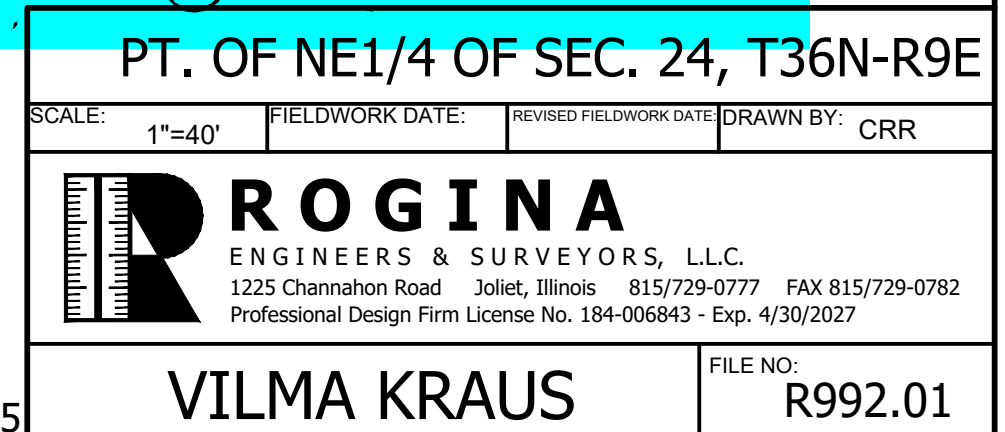 PT. OF NE1/4 OF SEC. 24, T36N-R9E
SCALE: 1"=40' FIELDWORK DATE: REVISED FIELDWORK DATE: DRAWN BY: CRR
ROGINA
ENGINEERS & SURVEYORS, L.L.C.
1225 Channahon Road Joliet, Illinois 815/729-0777 FAX 815/729-0782
Professional Design Firm License No. 184-006843 - Exp. 4/30/2027
5
VILMA KRAUS
FILE NO:
R992.01